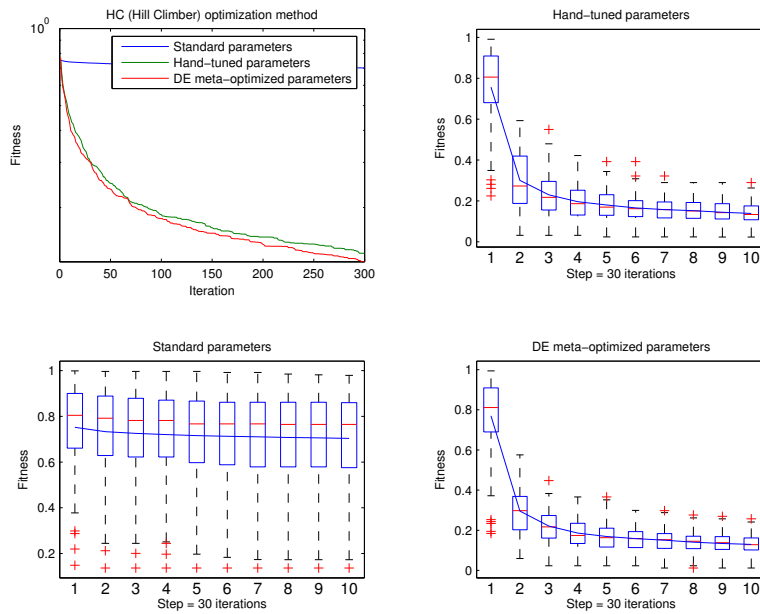 HC (Hill Climber) optimization method
10^0
Standard parameters
Hand-tuned parameters
DE meta-optimized parameters
Fitness
0 50 100 150 200 250 300
Iteration
Hand-tuned parameters
1
0.8
0.6
0.4
0.2
0
Fitness
1 2 3 4 5 6 7 8 9 10
Step = 30 iterations
Standard parameters
1
0.8
0.6
0.4
0.2
Fitness
1 2 3 4 5 6 7 8 9 10
Step = 30 iterations
DE meta-optimized parameters
1
0.8
0.6
0.4
0.2
0
Fitness
1 2 3 4 5 6 7 8 9 10
Step = 30 iterations